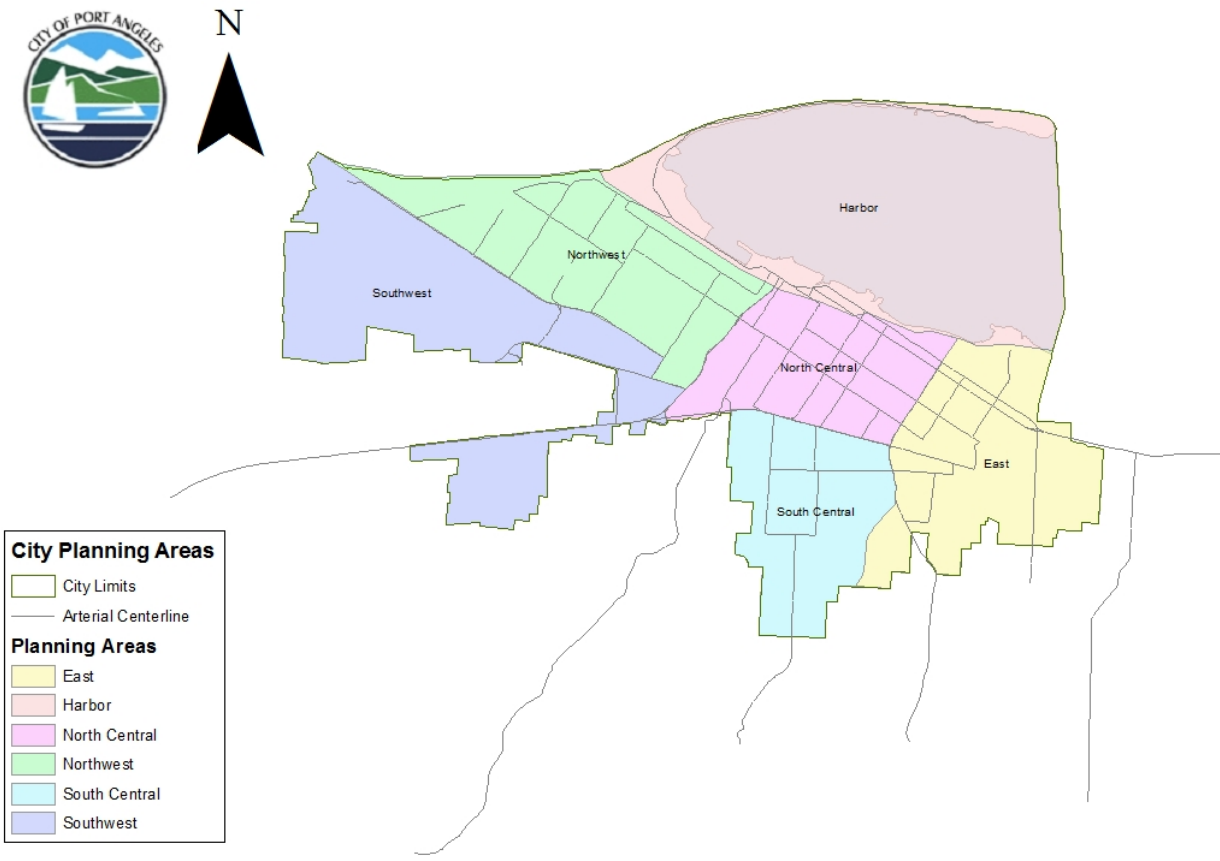 CITY OF PORT ANGELES
N
Harbor
Northwest
Southwest
North Central
East
South Central
City Planning Areas
City Limits
Arterial Centerline
Planning Areas
East
Harbor
North Central
Northwest
South Central
Southwest